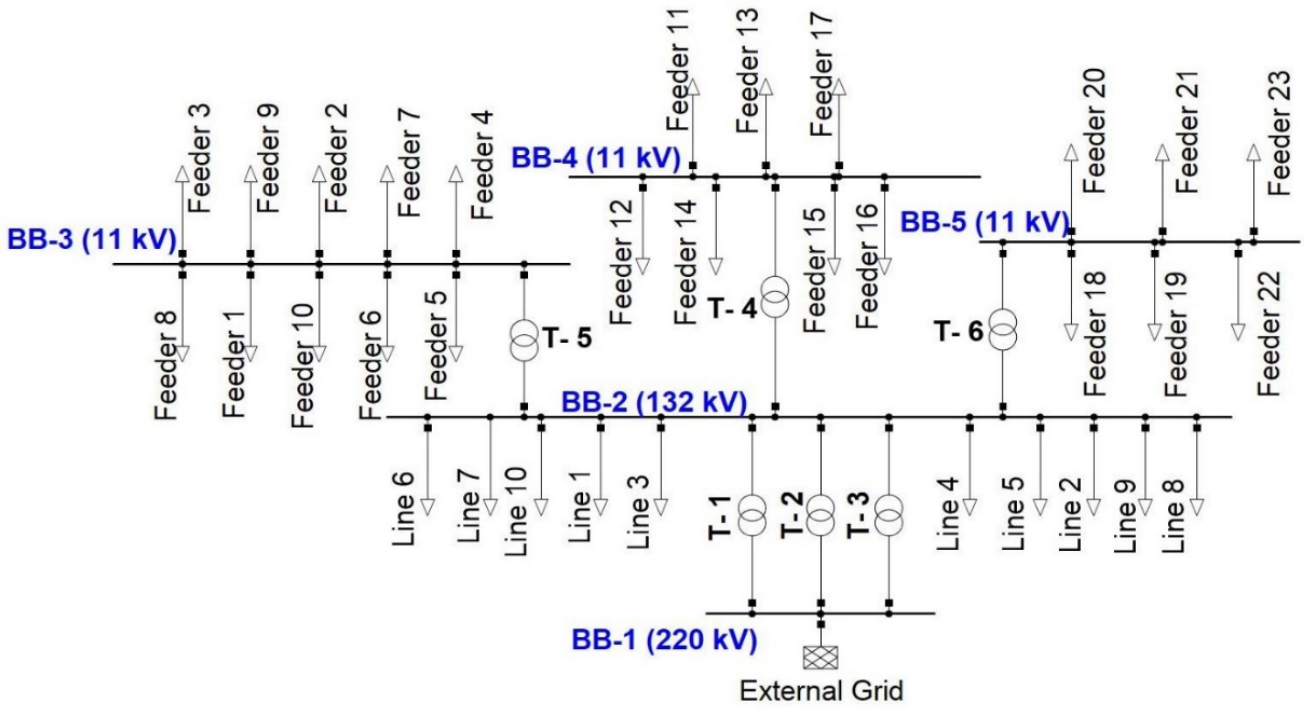 Feeder 11
Feeder 13
Feeder 17
Feeder 3
Feeder 9
Feeder 2
Feeder 7
Feeder 4
Feeder 20
Feeder 21
Feeder 23
BB-4 (11 kV)
BB-3 (11 kV)
BB-5 (11 kV)
Feeder 12
Feeder 14
Feeder 15
Feeder 16
T- 4
Feeder 8
Feeder 1
Feeder 10
Feeder 6
Feeder 5
T- 5
T- 6
Feeder 18
Feeder 19
Feeder 22
BB-2 (132 kV)
Line 6
Line 7
Line 10
Line 1
Line 3
T- 1
T- 2
T- 3
Line 4
Line 5
Line 2
Line 9
Line 8
BB-1 (220 kV)
External Grid